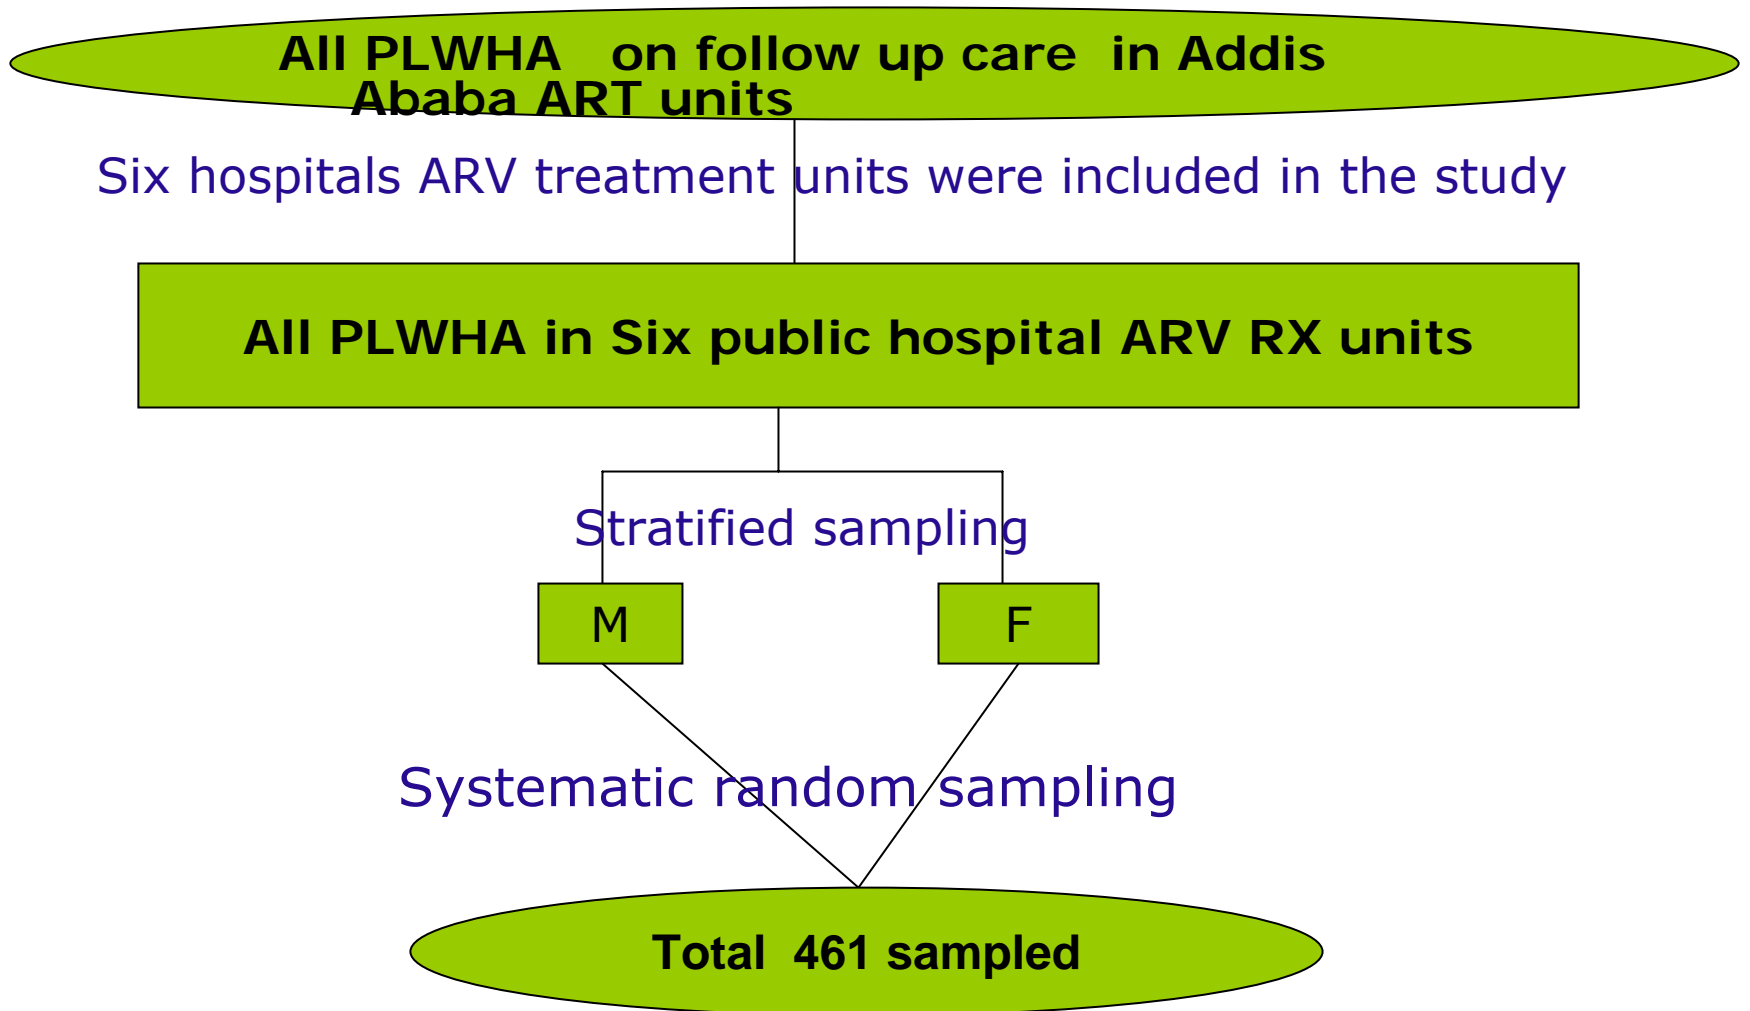 All PLWHA on follow up care in Addis
Ababa ART units
Six hospitals ARV treatment units were included in the study
All PLWHA in Six public hospital ARV RX units
Stratified sampling
M F
Systematic random sampling
Total 461 sampled